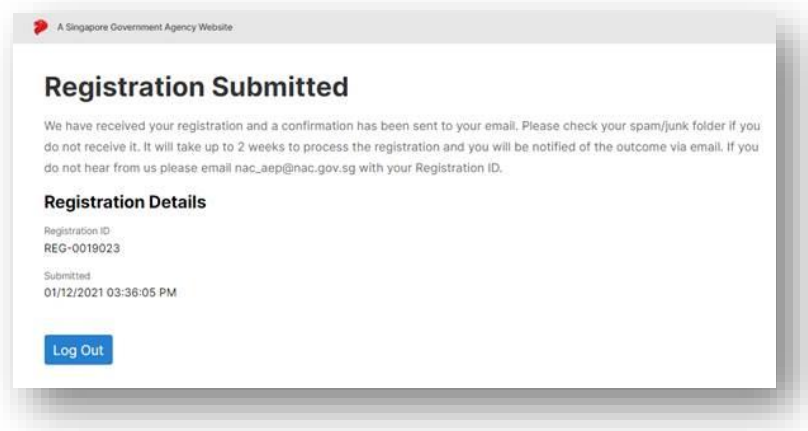 A Singapore Government Agency Website
Registration Submitted
We have received your registration and a confirmation has been sent to your email. Please check your spam/junk folder if you
do not receive it. It will take up to 2 weeks to process the registration and you will be notified of the outcome via email. If you
do not hear from us please email nac_aep@nac.gov.sg with your Registration ID.
Registration Details
Registration ID
REG-0019023
Submitted
01/12/2021 03:36:05 PM
Log Out